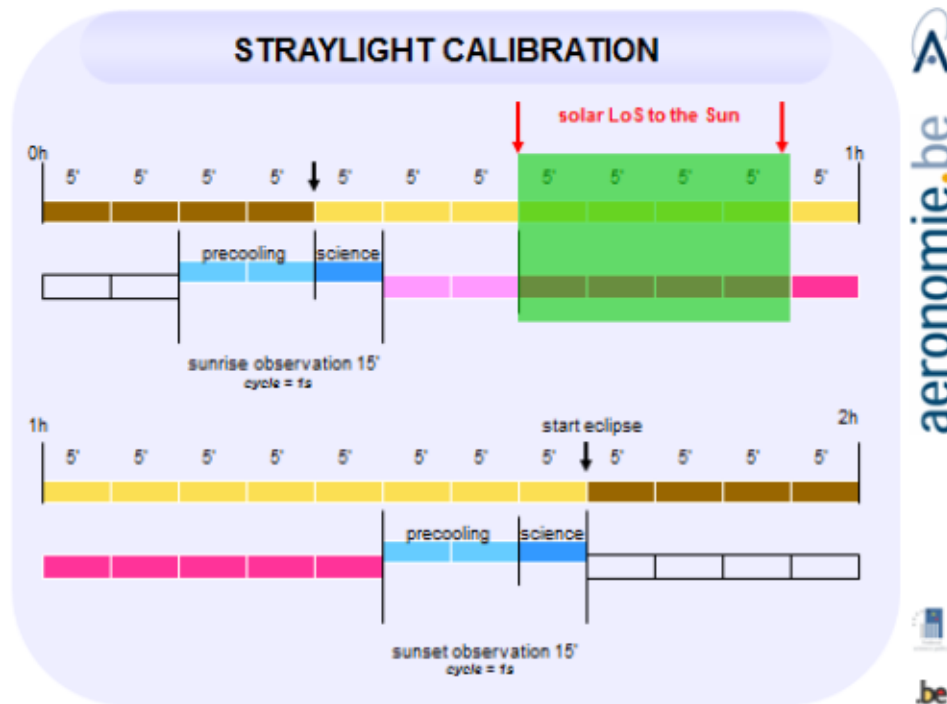 STRAYLIGHT CALIBRATION
solar LoS to the Sun
0h 1h
5' 5' 5' 5' 5' 5' 5' 5' 5' 5' 5' 5'
precooling science
sunrise observation 15'
cycle = 1s
1h start eclipse 2h
5' 5' 5' 5' 5' 5' 5' 5' 5' 5' 5' 5'
precooling science
sunset observation 15'
cycle = 1s
aeronomie.be
.be